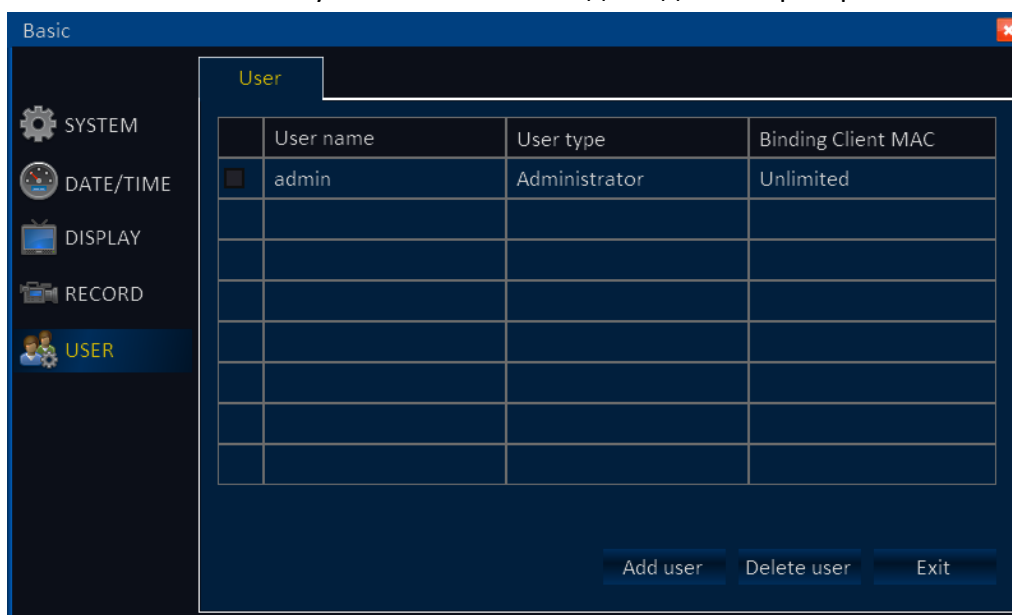 Basic
User
SYSTEM
DATE/TIME
DISPLAY
RECORD
USER
User name User type Binding Client MAC
admin Administrator Unlimited
Add user Delete user Exit